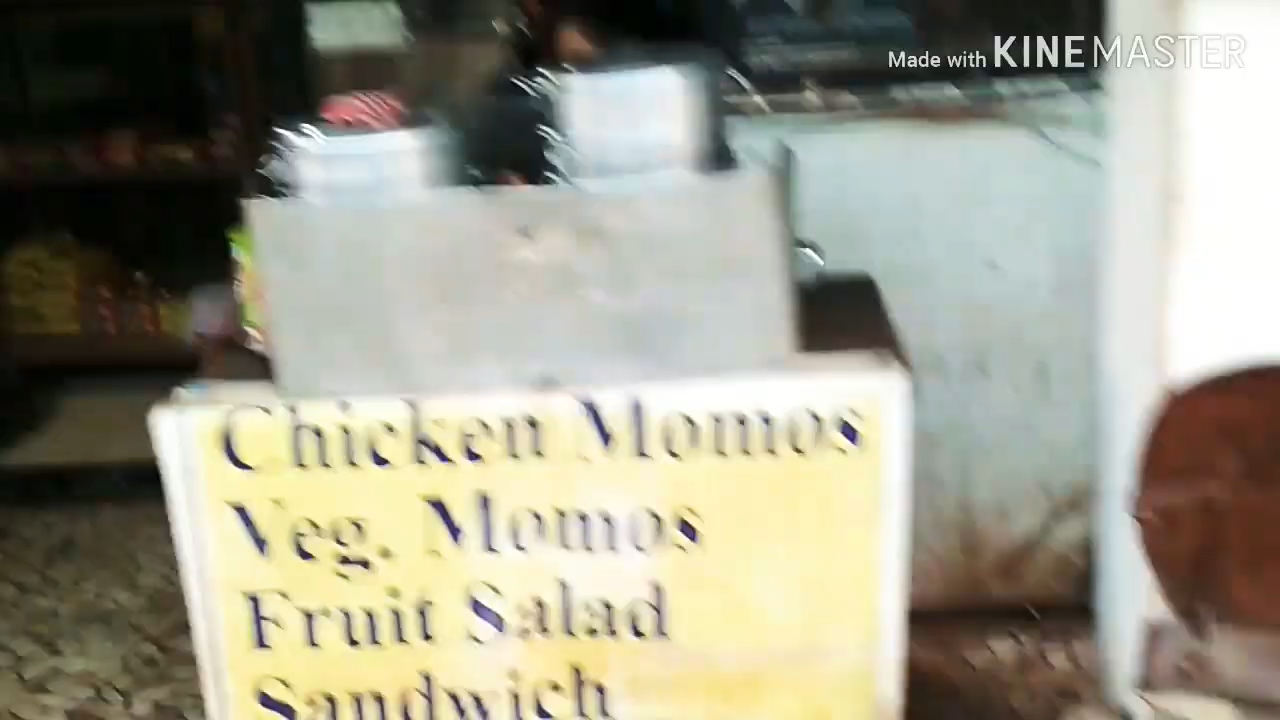 Made with KINEMASTER
Chicken Momos
Veg. Momos
Fruit Salad
Sandwich